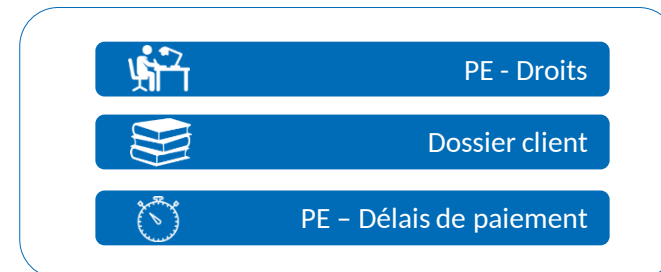 PE - Droits
Dossier client
PE – Délais de paiement